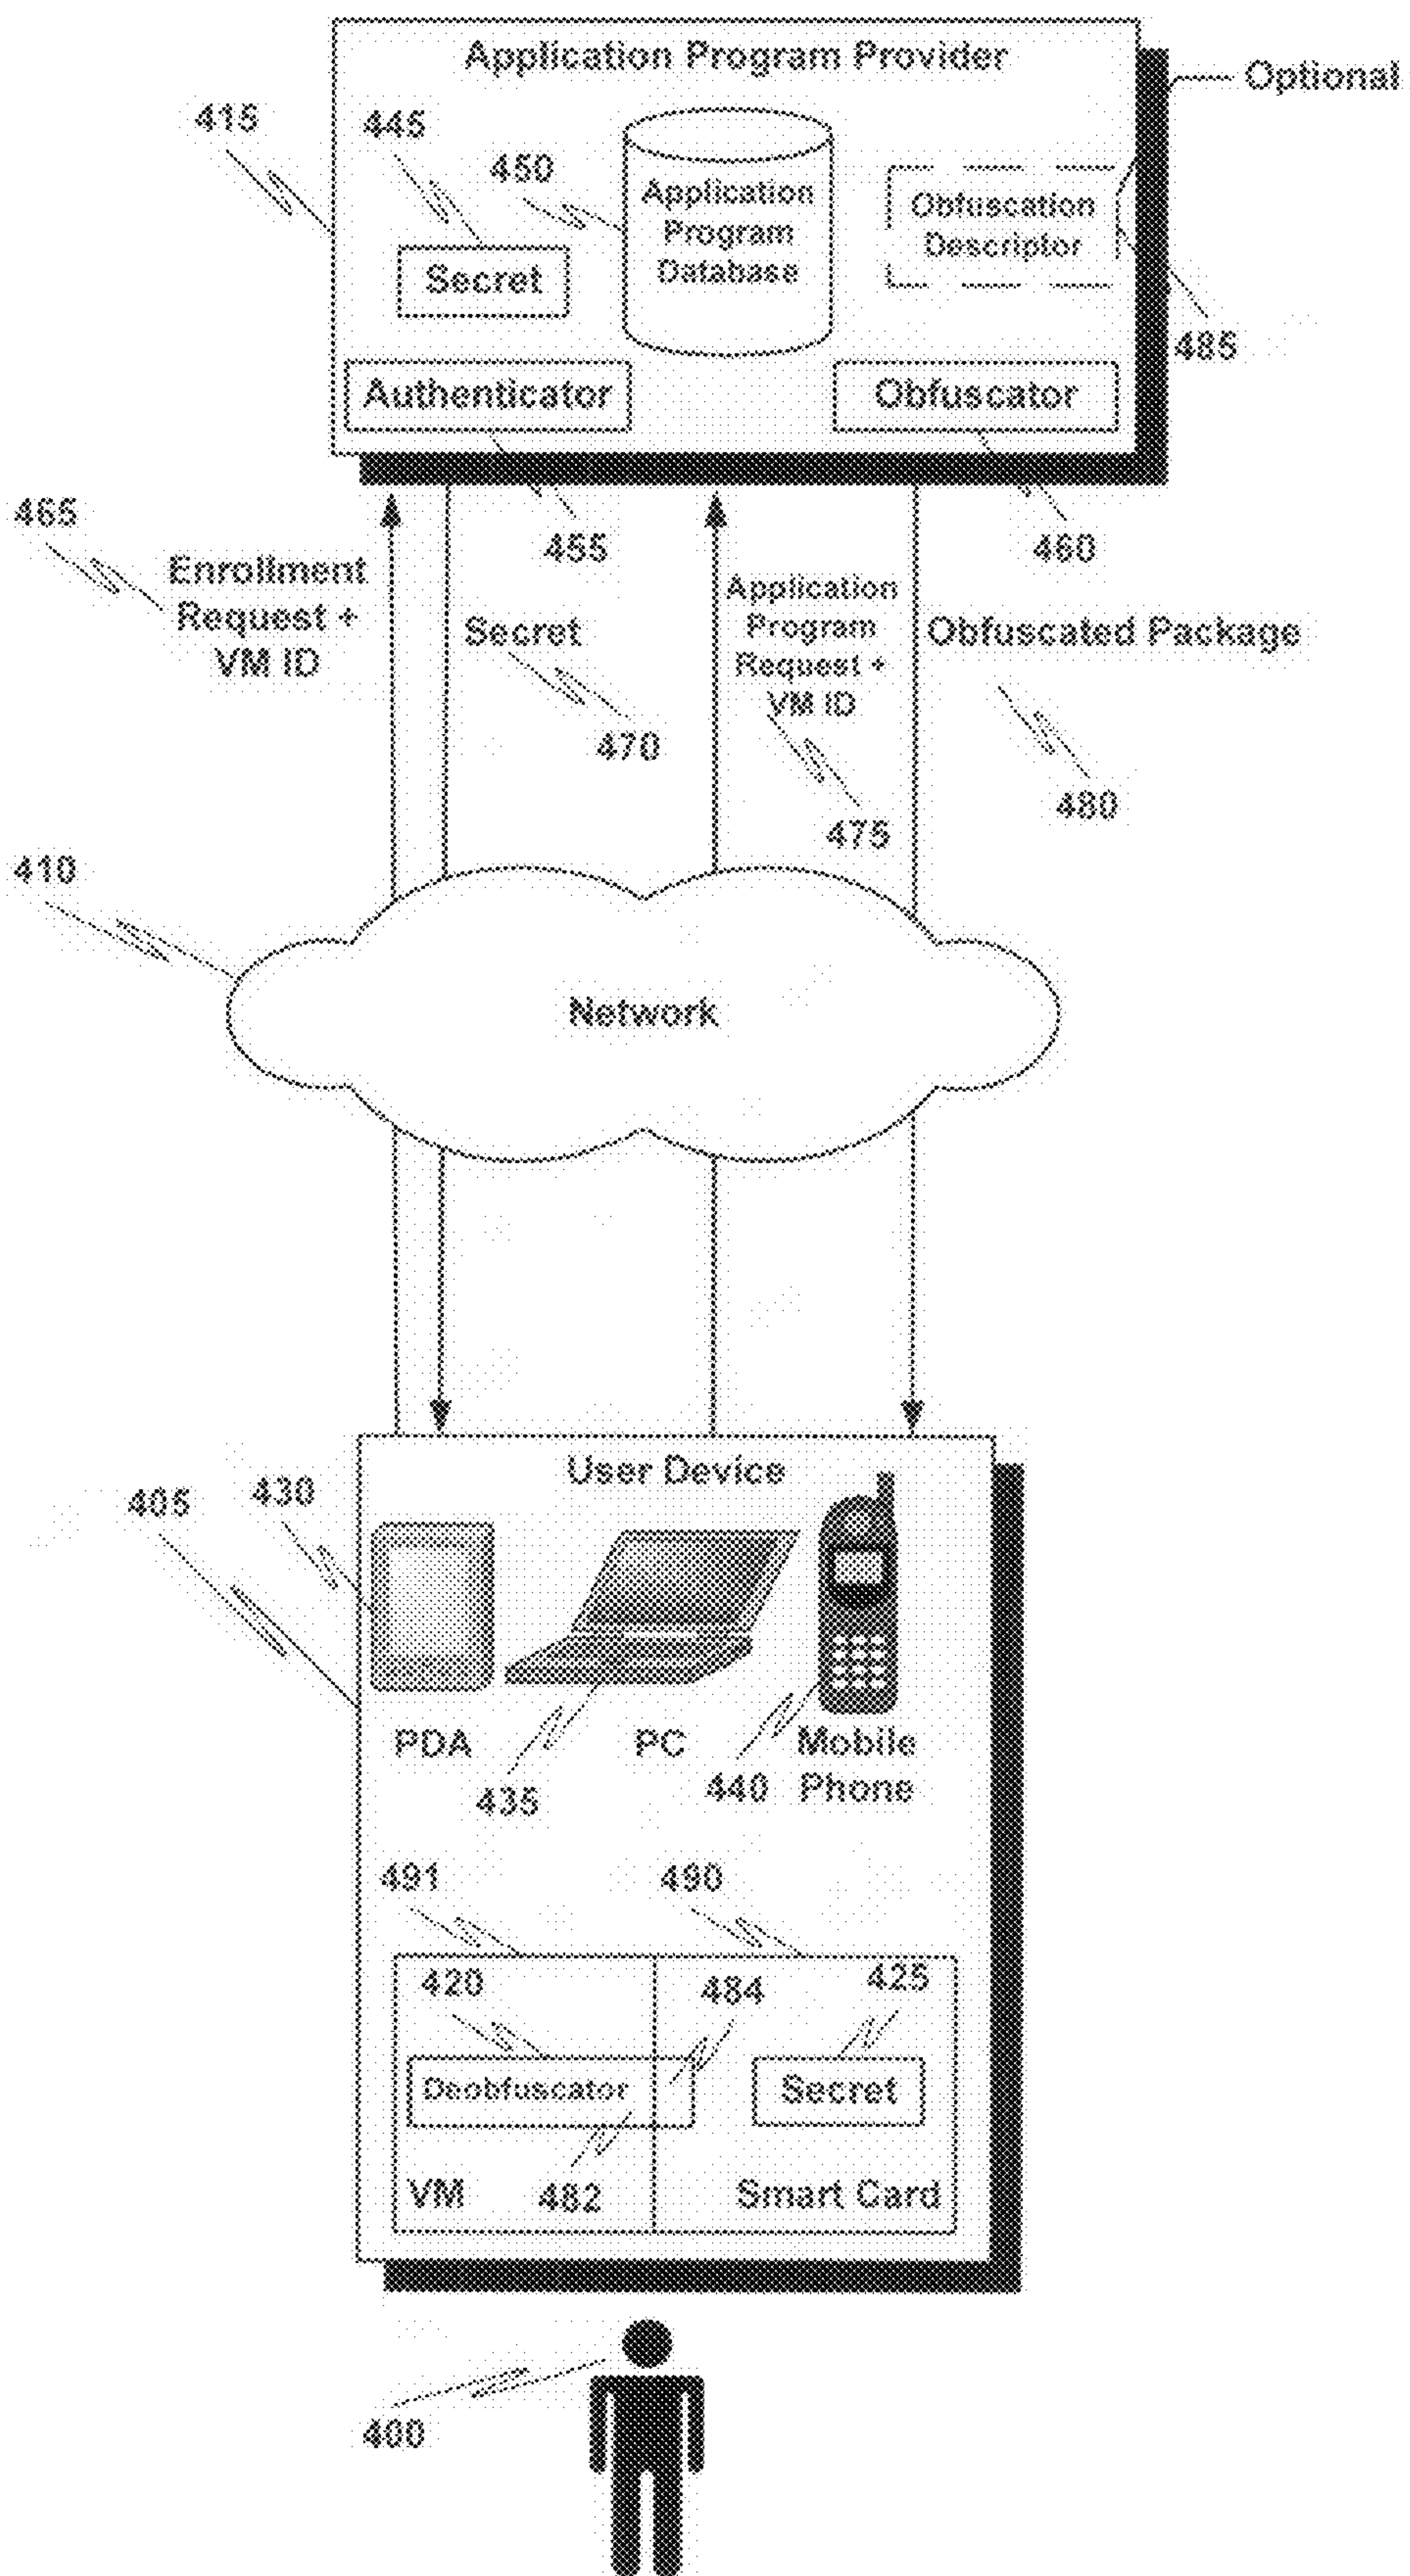 Application Program Provider
Optional
415
445
450
Application
Program
Database
Obfuscation
Descriptor
Secret
485
Authenticator
Obfuscator
465
455
460
Enrollment
Request +
VM ID
Secret
Application
Program
Request +
VM ID
Obfuscated Package
470
475
480
410
Network
User Device
405
430
PDA
PC
Mobile
Phone
435
440
491
490
420
484
425
Deobfuscator
Secret
VM
482
Smart Card
400